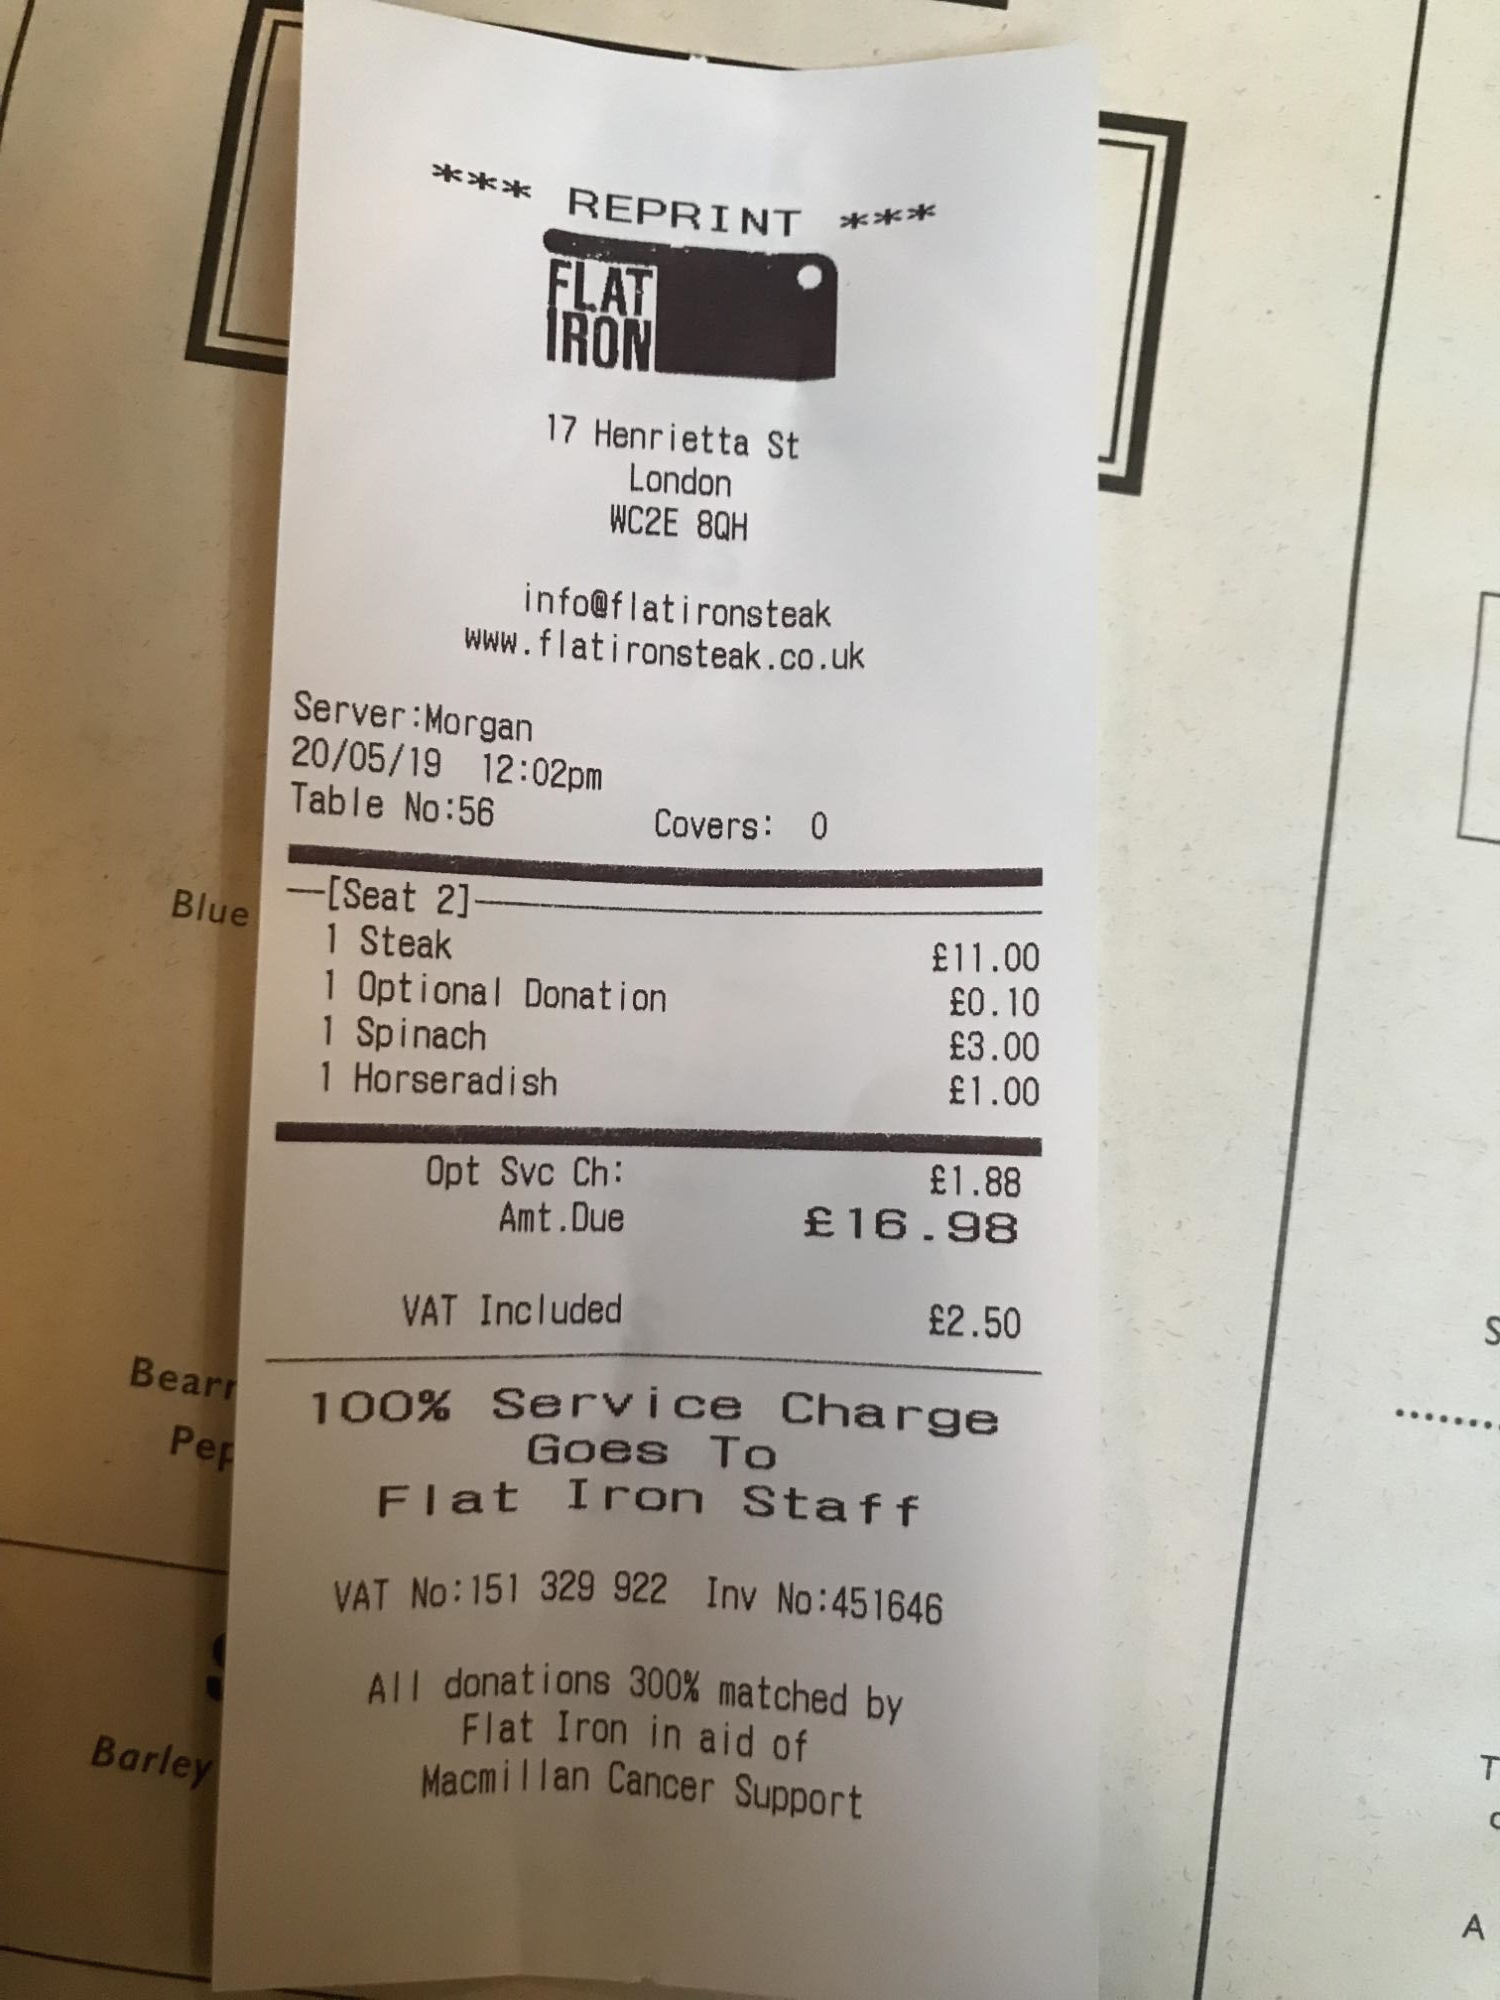 *** REPRINT ***
FLAT
IRON
17 Henrietta St
London
WC2E 8QH
info@flatironsteak
www.flatironsteak.co.uk
Server:Morgan
20/05/19 12:02pm
Table No:56 Covers: 0
[Seat 2]
1 Steak £11.00
1 Optional Donation £0.10
1 Spinach £3.00
1 Horseradish £1.00
Opt Svc Ch: £1.88
Amt.Due £16.98
VAT Included £2.50
100% Service Charge
Goes To
Flat Iron Staff
VAT No:151 329 922 Inv No:451646
All donations 300% matched by
Flat Iron in aid of
Macmillan Cancer Support
Blue
Barley